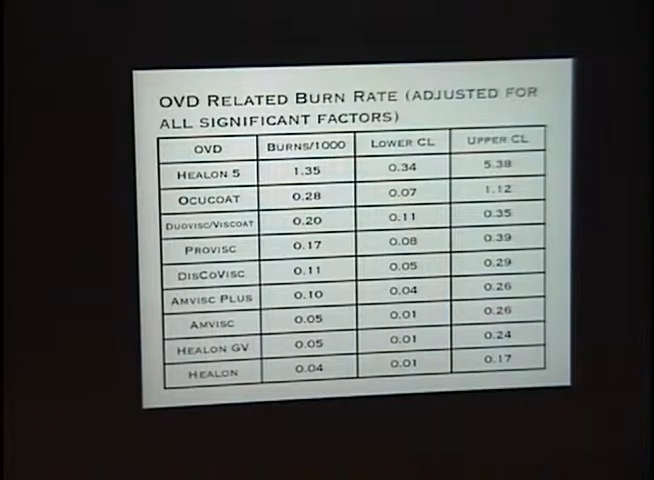 OVD RELATED BURN RATE (ADJUSTED FOR
ALL SIGNIFICANT FACTORS)
OVD BURNS/1000 LOWER CL UPPER CL
HEALON 5 1.35 0.34 5.38
OCUCOAT 0.28 0.07 1.12
DUOVISC/VISCOAT 0.20 0.11 0.35
PROVISC 0.17 0.08 0.39
DISCOVISC 0.11 0.05 0.29
AMVISC PLUS 0.10 0.04 0.26
AMVISC 0.05 0.01 0.26
HEALON GV 0.05 0.01 0.24
HEALON 0.04 0.01 0.17